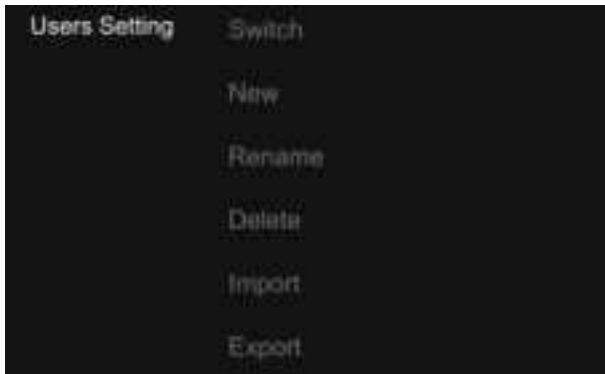 Users Setting
Switch
New
Rename
Delete
Import
Export